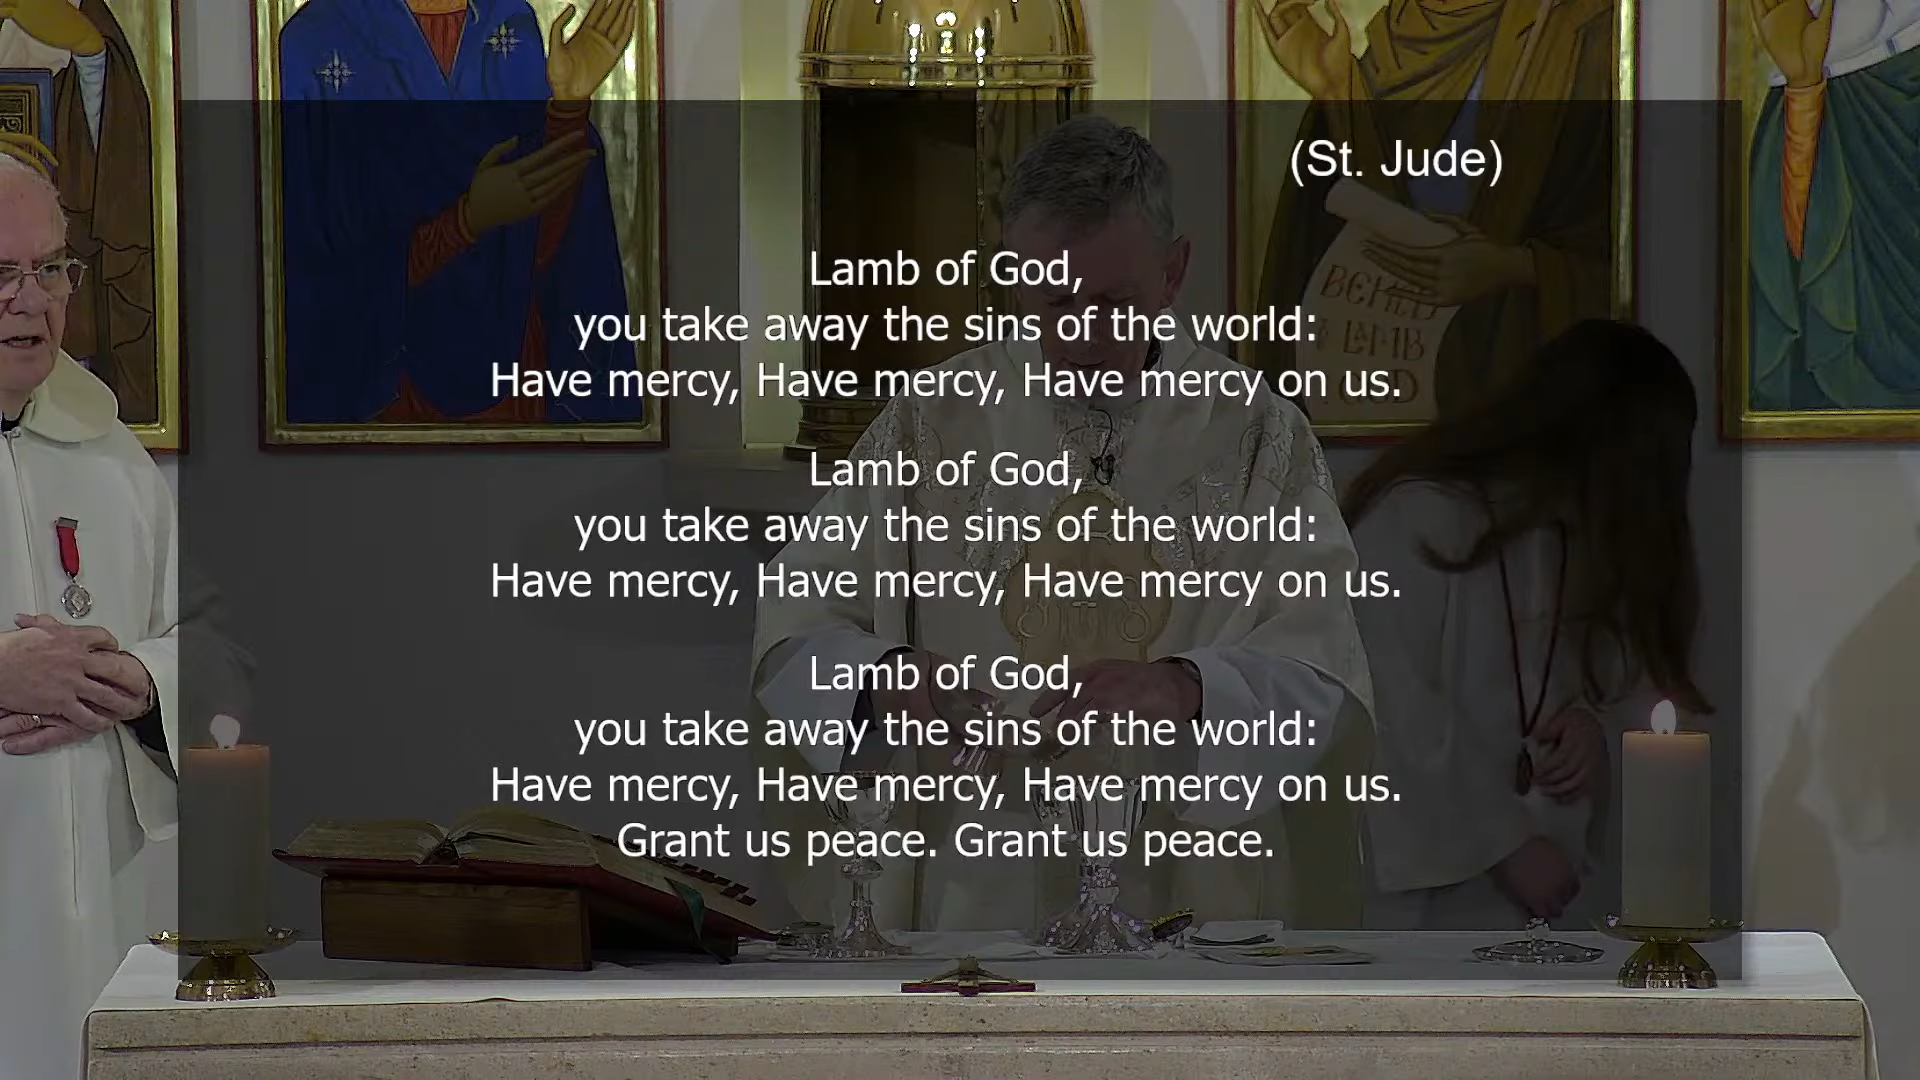 (St. Jude)
Lamb of God,
you take away the sins of the world:
Have mercy, Have mercy, Have mercy on us.
Lamb of God,
you take away the sins of the world:
Have mercy, Have mercy, Have mercy on us.
Lamb of God,
you take away the sins of the world:
Have mercy, Have mercy, Have mercy on us.
Grant us peace. Grant us peace.
LAMB